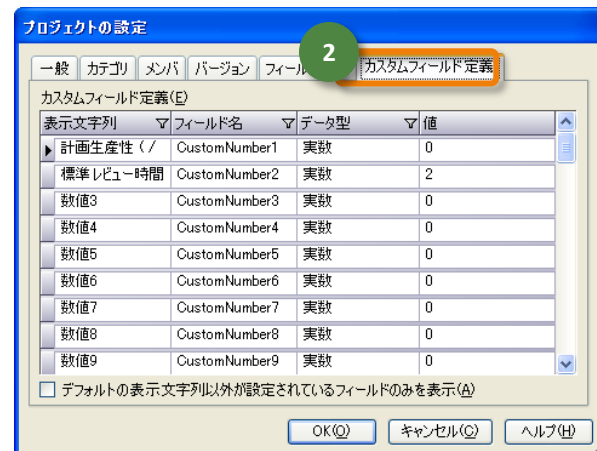 プロジェクトの設定
2
一般 カテゴリ メンバ バージョン フィール カスタムフィールド定義
カスタムフィールド定義(E)
表示文字列 フィールド名 データ型 値
計画生産性（/ CustomNumber1 実数 0
標準レビュー時間 CustomNumber2 実数 2
数値3 CustomNumber3 実数 0
数値4 CustomNumber4 実数 0
数値5 CustomNumber5 実数 0
数値6 CustomNumber6 実数 0
数値7 CustomNumber7 実数 0
数値8 CustomNumber8 実数 0
数値9 CustomNumber9 実数 0
デフォルトの表示文字列以外が設定されているフィールドのみを表示(A)
OK(O) キャンセル(C) ヘルプ(H)